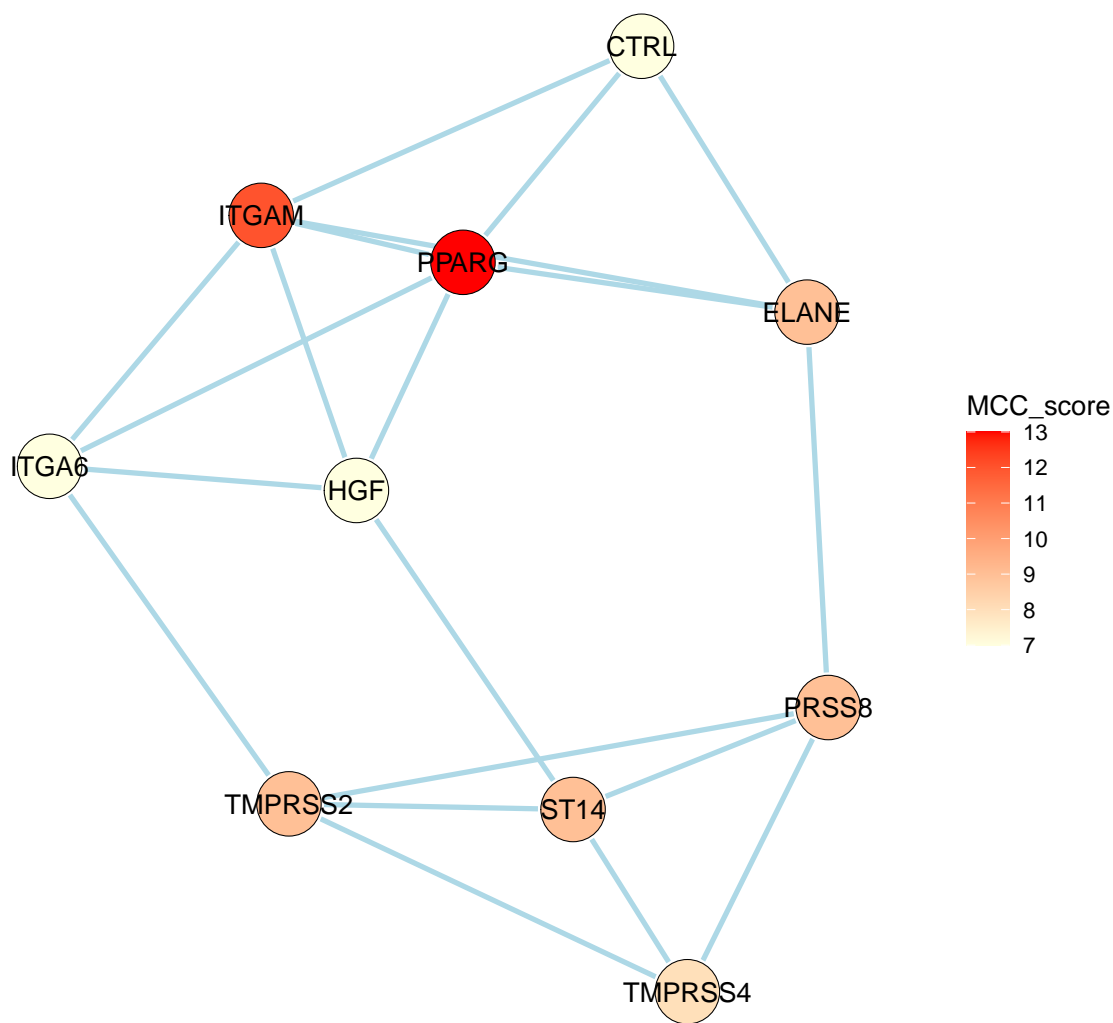 CTRL
ITGAM
PPARG
ELANE
MCC_score
13
12
11
10
9
8
7
ITGA6
HGF
PRSS8
TMPRSS2
ST14
TMPRSS4